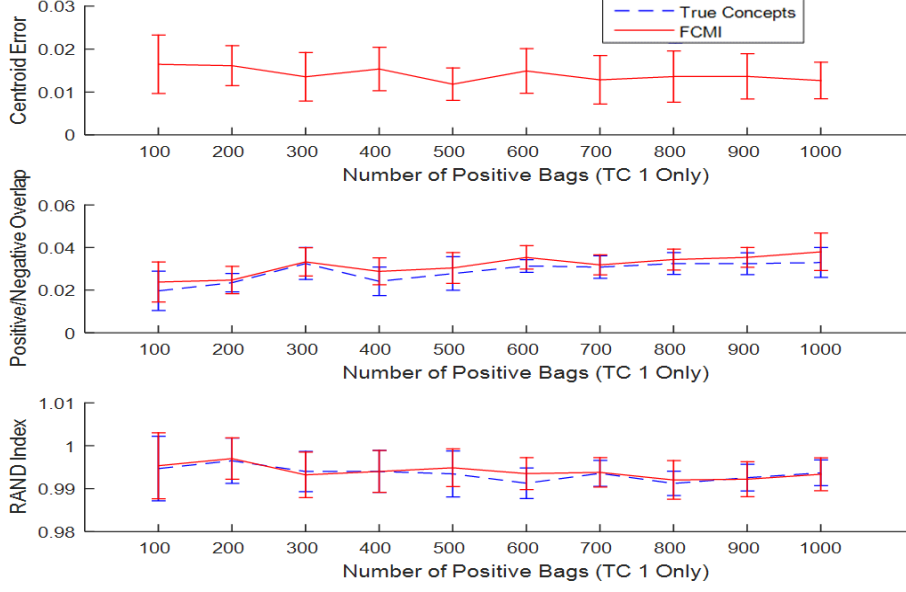 True Concepts
FCMI
Centroid Error
0.03
0.02
0.01
0
100 200 300 400 500 600 700 800 900 1000
Number of Positive Bags (TC 1 Only)
Positive/Negative Overlap
0.06
0.04
0.02
0
100 200 300 400 500 600 700 800 900 1000
Number of Positive Bags (TC 1 Only)
RAND Index
1.01
1
0.99
0.98
100 200 300 400 500 600 700 800 900 1000
Number of Positive Bags (TC 1 Only)